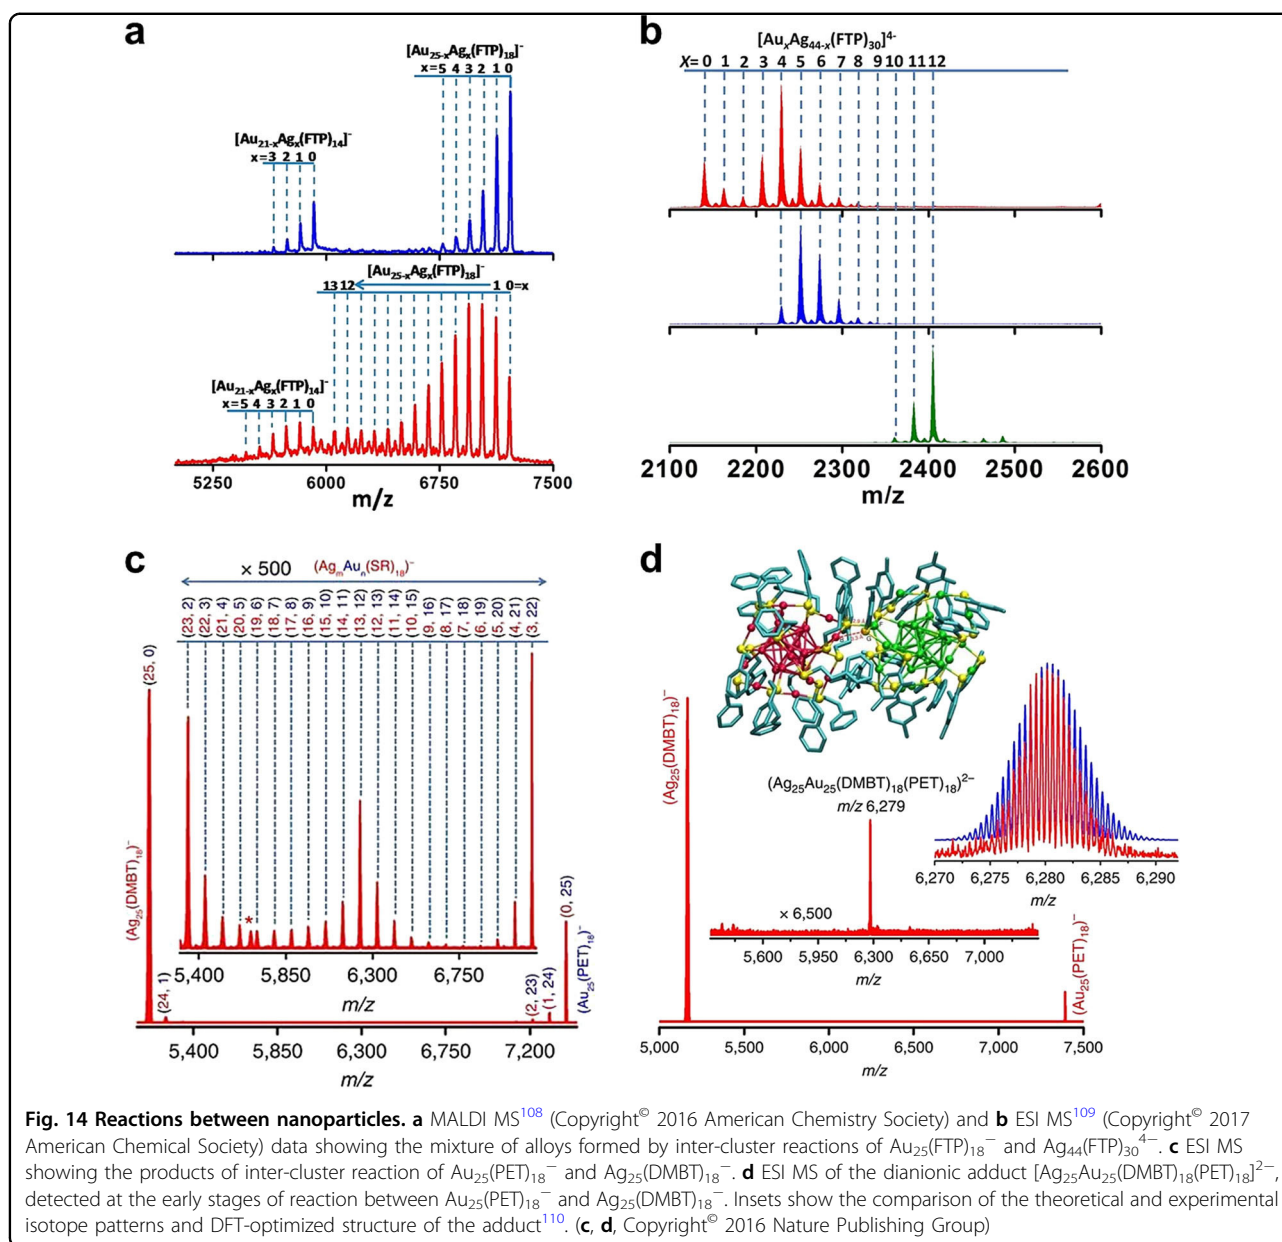 a
[Au25-xAgx(FTP)18]-
x=5 4 3 2 1 0
[Au21-xAgx(FTP)14]-
x=3 2 1 0
[Au25-xAgx(FTP)18]-
13 12 1 0=x
[Au21-xAgx(FTP)14]-
x=5 4 3 2 1 0
5250 6000 6750 7500
m/z
b
[AuxAg44-x(FTP)30]4-
X= 0 1 2 3 4 5 6 7 8 9 10 11 12
2100 2200 2300 2400 2500 2600
2100 2200 2300 2400 2500 2600
m/z
c
× 500 (AgmAun(SR)18)-
(25, 0)
(23, 2)
(22, 3)
(21, 4)
(20, 5)
(19, 6)
(18, 7)
(17, 8)
(16, 9)
(15, 10)
(14, 11)
(13, 12)
(12, 13)
(11, 14)
(10, 15)
(9, 16)
(8, 17)
(7, 18)
(6, 19)
(5, 20)
(4, 21)
(3, 22)
(Ag25(DMBT)18)-
*
(24, 1)
5,400 5,850 6,300 6,750
m/z
(2, 23)
(1, 24)
(0, 25)
(Au25(PET)18)-
5,400 5,850 6,300 6,750 7,200
m/z
d
(Ag25(DMBT)18)-
(Ag25Au25(DMBT)18(PET)18)2-
m/z 6,279
× 6,500
5,600 5,950 6,300 6,650 7,000
m/z
6,270 6,275 6,280 6,285 6,290
m/z
(Au25(PET)18)-
5,000 5,500 6,000 6,500 7,000 7,500
m/z
Fig. 14 Reactions between nanoparticles. a MALDI MS108 (Copyright© 2016 American Chemistry Society) and b ESI MS109 (Copyright© 2017
American Chemical Society) data showing the mixture of alloys formed by inter-cluster reactions of Au25(FTP)18− and Ag44(FTP)304−. c ESI MS
showing the products of inter-cluster reaction of Au25(PET)18− and Ag25(DMBT)18−. d ESI MS of the dianionic adduct [Ag25Au25(DMBT)18(PET)18]2−,
detected at the early stages of reaction between Au25(PET)18− and Ag25(DMBT)18−. Insets show the comparison of the theoretical and experimental
isotope patterns and DFT-optimized structure of the adduct110. (c, d, Copyright© 2016 Nature Publishing Group)